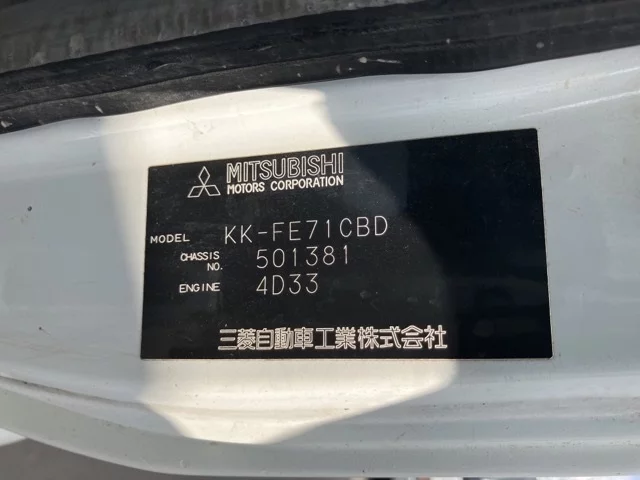 MITSUBISHI
MOTORS CORPORATION
MODEL KK-FE71CBD
CHASSIS NO. 501381
ENGINE 4D33
三菱自動車工業株式会社